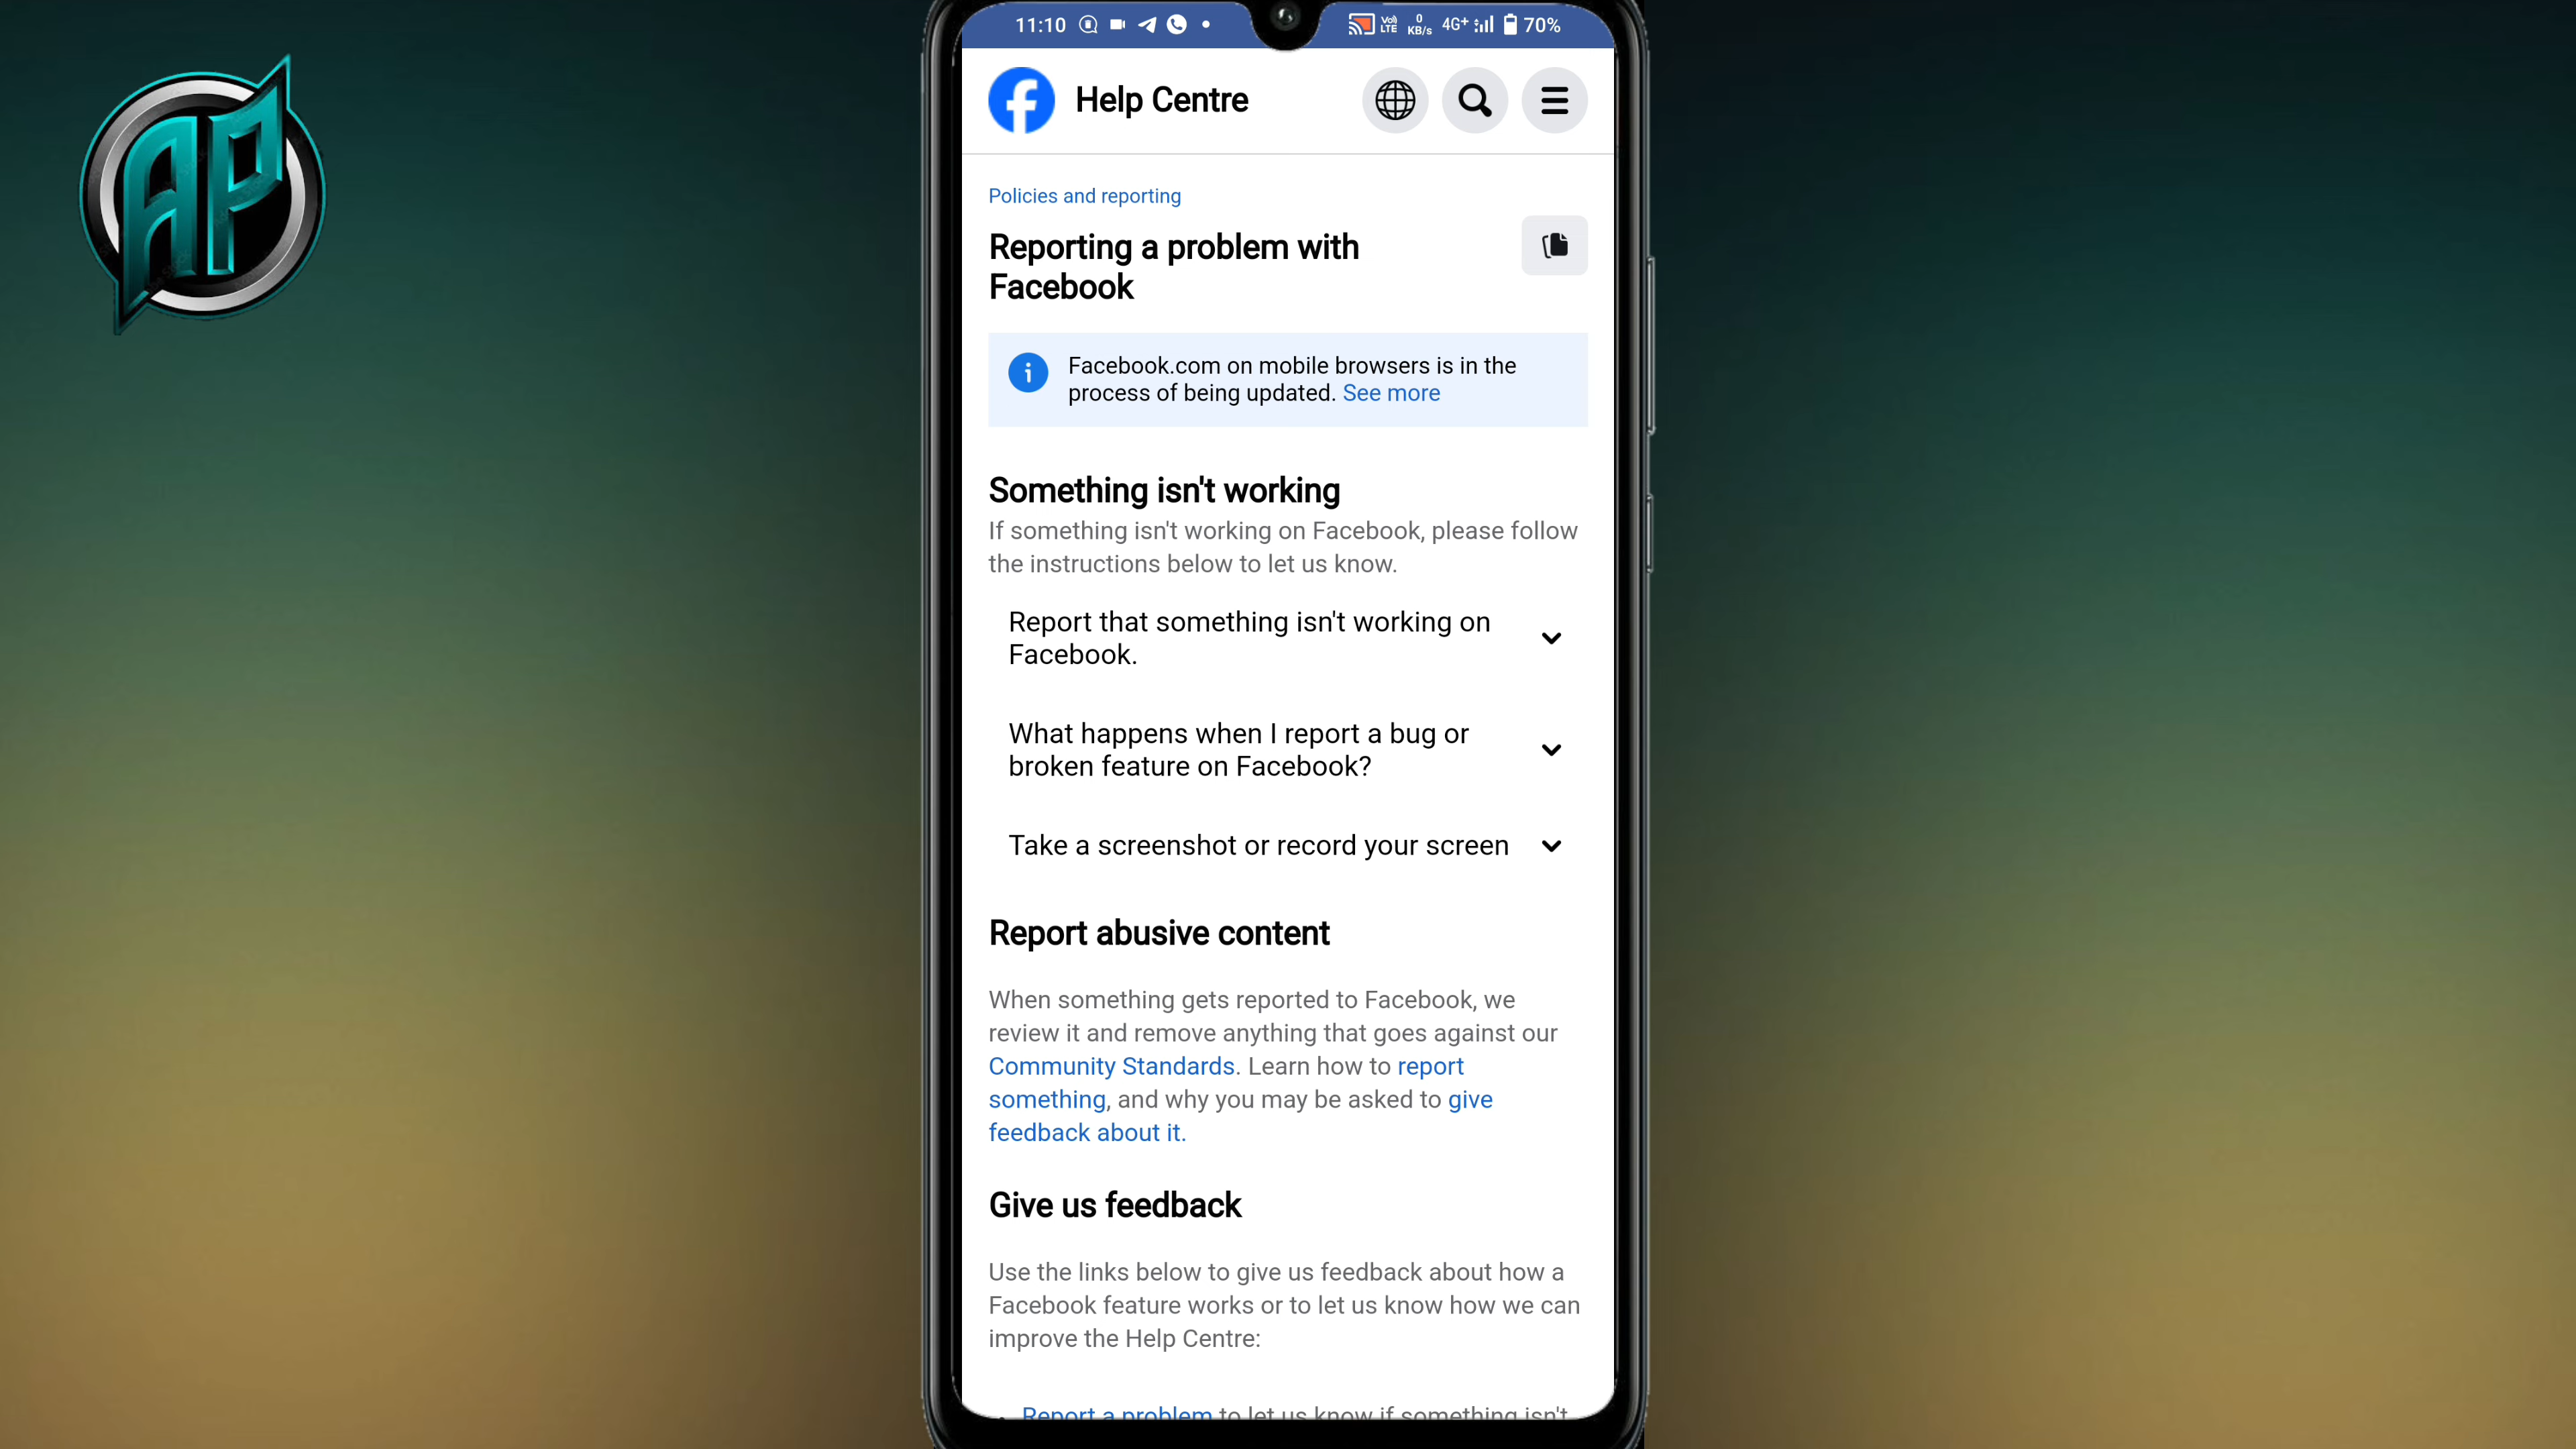 AP
11:10
Vo) LTE
0 KB/s
4G+
70%
Help Centre
Policies and reporting
Reporting a problem with
Facebook
Facebook.com on mobile browsers is in the
process of being updated. See more
Something isn't working
If something isn't working on Facebook, please follow
the instructions below to let us know.
Report that something isn't working on
Facebook.
What happens when I report a bug or
broken feature on Facebook?
Take a screenshot or record your screen
Report abusive content
When something gets reported to Facebook, we
review it and remove anything that goes against our
Community Standards. Learn how to report
something, and why you may be asked to give
feedback about it.
Give us feedback
Use the links below to give us feedback about how a
Facebook feature works or to let us know how we can
improve the Help Centre:
Report a problem to let us know if something isn't